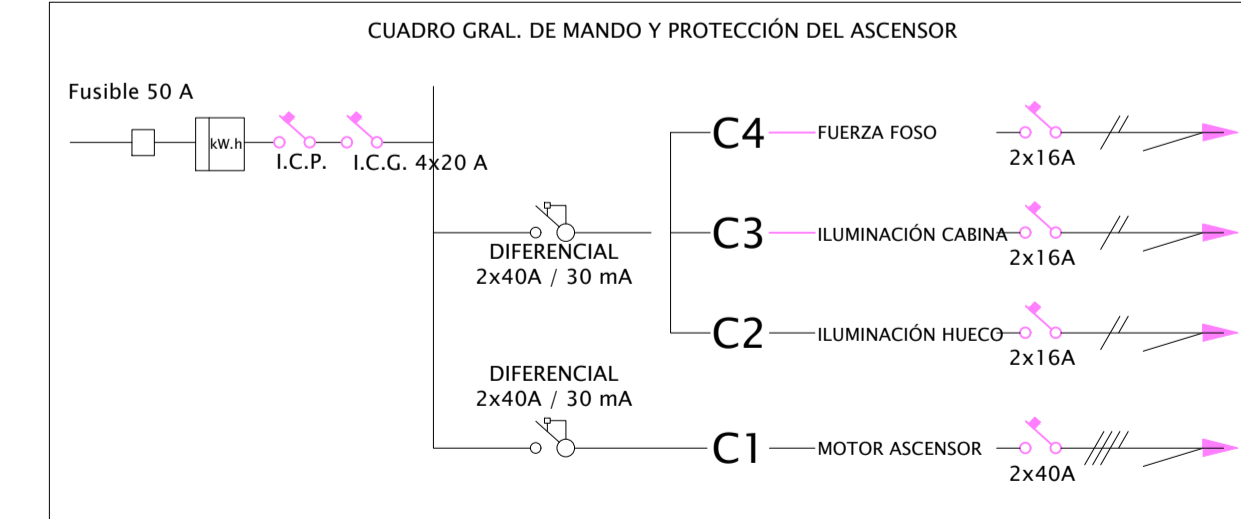 CUADRO GRAL. DE MANDO Y PROTECCIÓN DEL ASCENSOR
Fusible 50 A
kW.h
I.C.P.
I.C.G. 4x20 A
C4
FUERZA FOSO
2x16A
DIFERENCIAL
2x40A / 30 mA
C3
ILUMINACIÓN CABINA
2x16A
C2
ILUMINACIÓN HUECO
2x16A
DIFERENCIAL
2x40A / 30 mA
C1
MOTOR ASCENSOR
2x40A